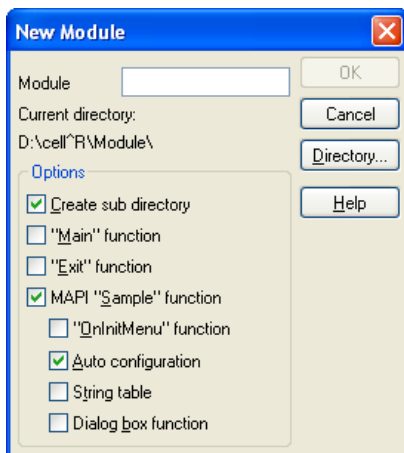 New Module
Module
OK
Current directory:
Cancel
D:\cell^R\Module\
Directory...
Options
Create sub directory
Help
"Main" function
"Exit" function
MAPI "Sample" function
"OnInitMenu" function
Auto configuration
String table
Dialog box function